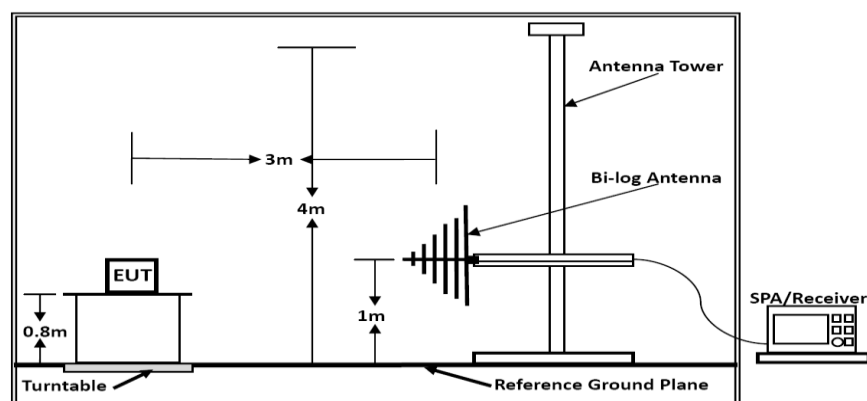 Antenna Tower
3m
Bi-log Antenna
4m
EUT
SPA/Receiver
0.8m
1m
Turntable
Reference Ground Plane